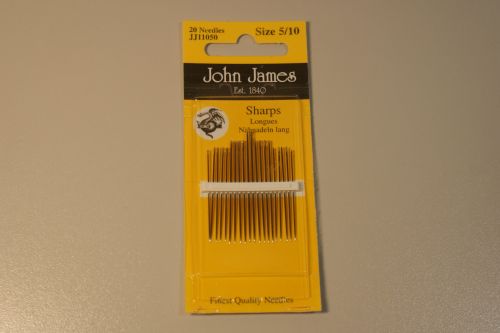 20 Needles Size 5/10
JJ11050
John James
Est. 1840
Sharps
Longues
Nähnadeln lang
Finest Quality Needles